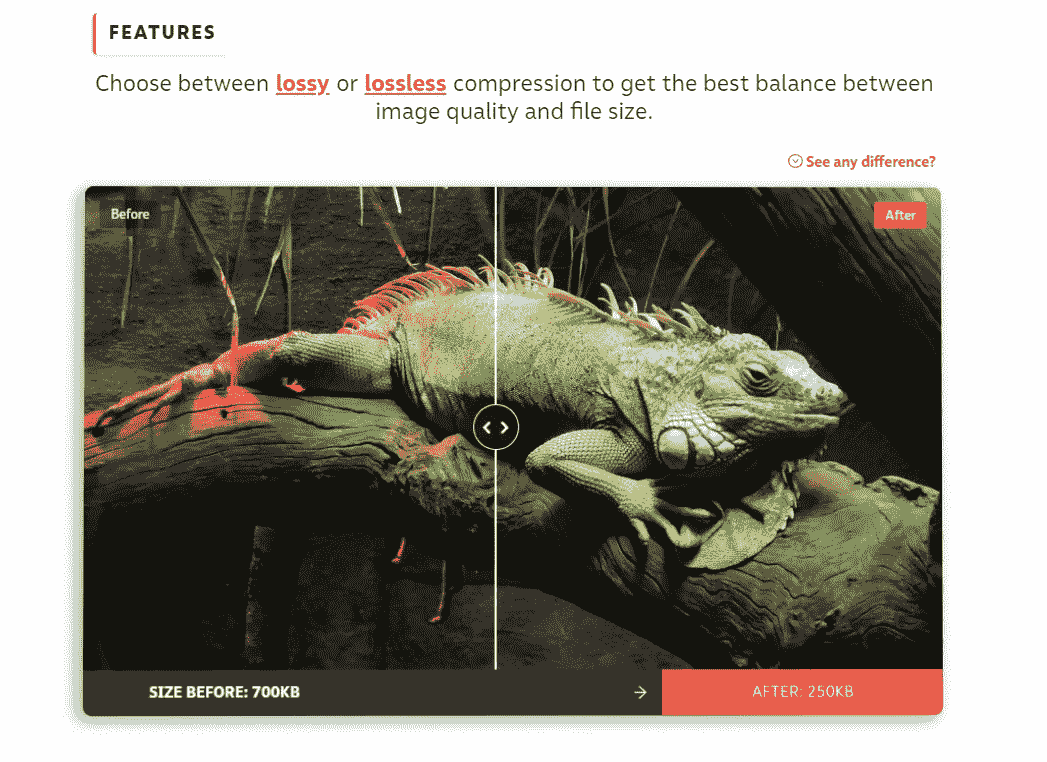 FEATURES
Choose between lossy or lossless compression to get the best balance between
image quality and file size.
See any difference?
Before
After
SIZE BEFORE: 700KB
AFTER: 250KB